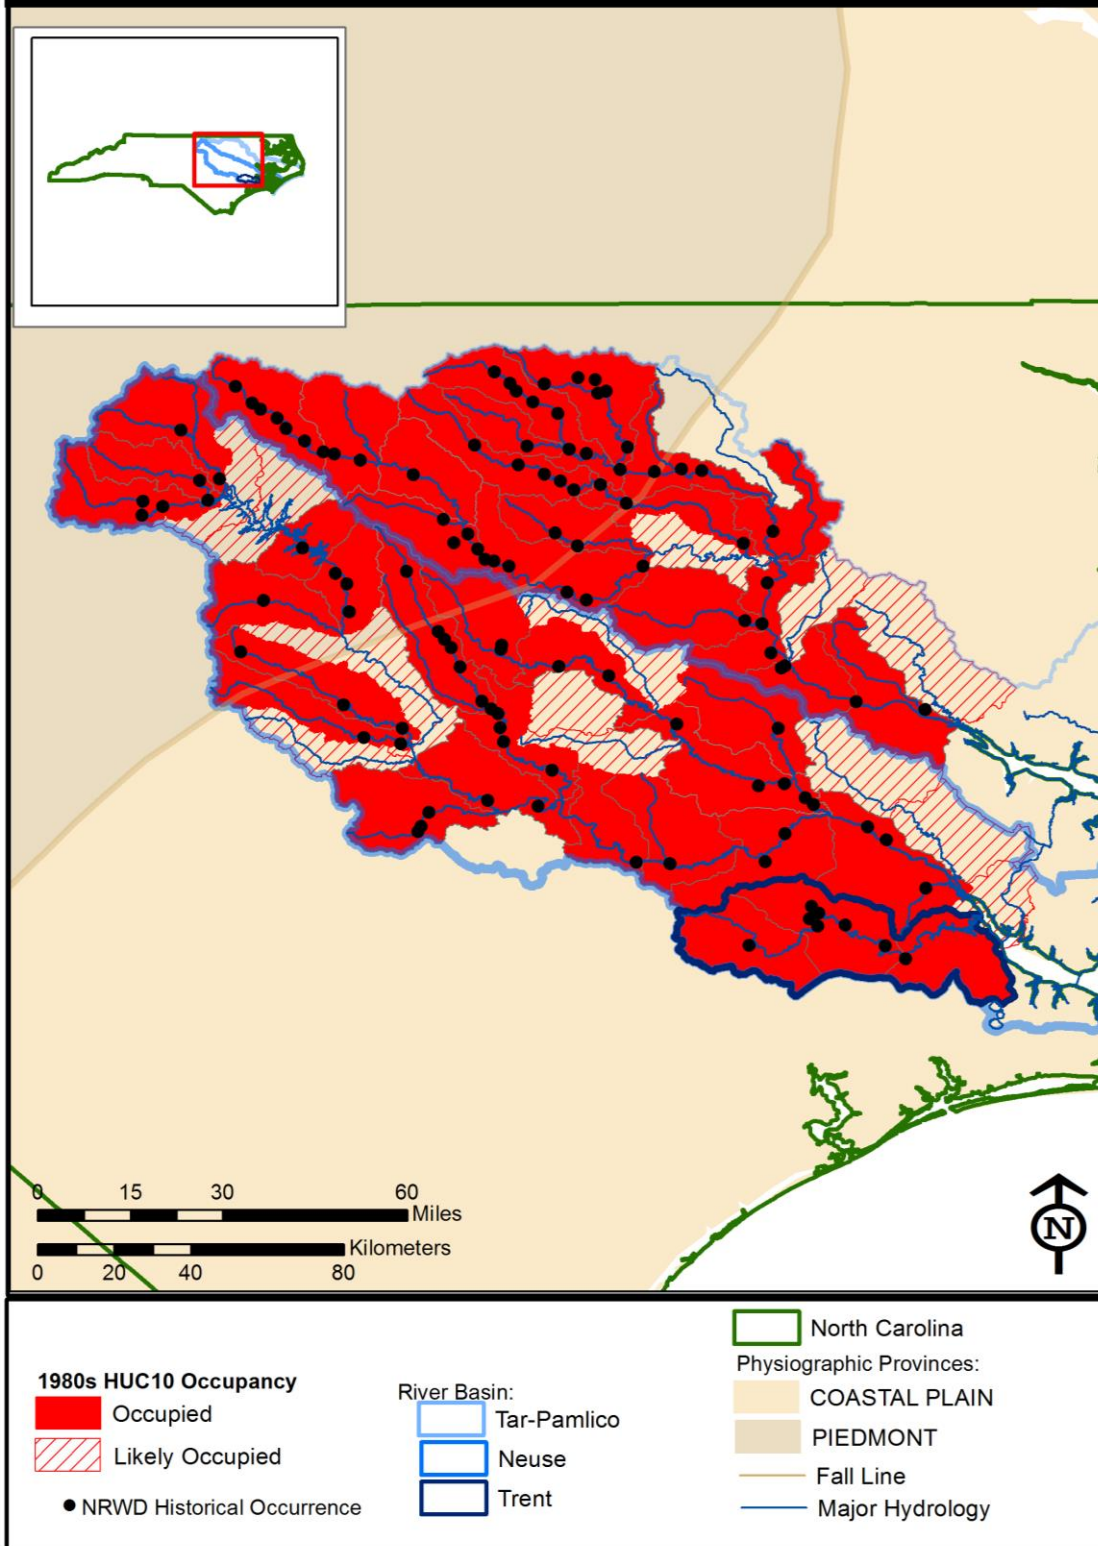 0 15 30 60
Miles
Kilometers
0 20 40 80
N
1980s HUC10 Occupancy
Occupied
Likely Occupied
NRWD Historical Occurrence
River Basin:
Tar-Pamlico
Neuse
Trent
North Carolina
Physiographic Provinces:
COASTAL PLAIN
PIEDMONT
Fall Line
Major Hydrology